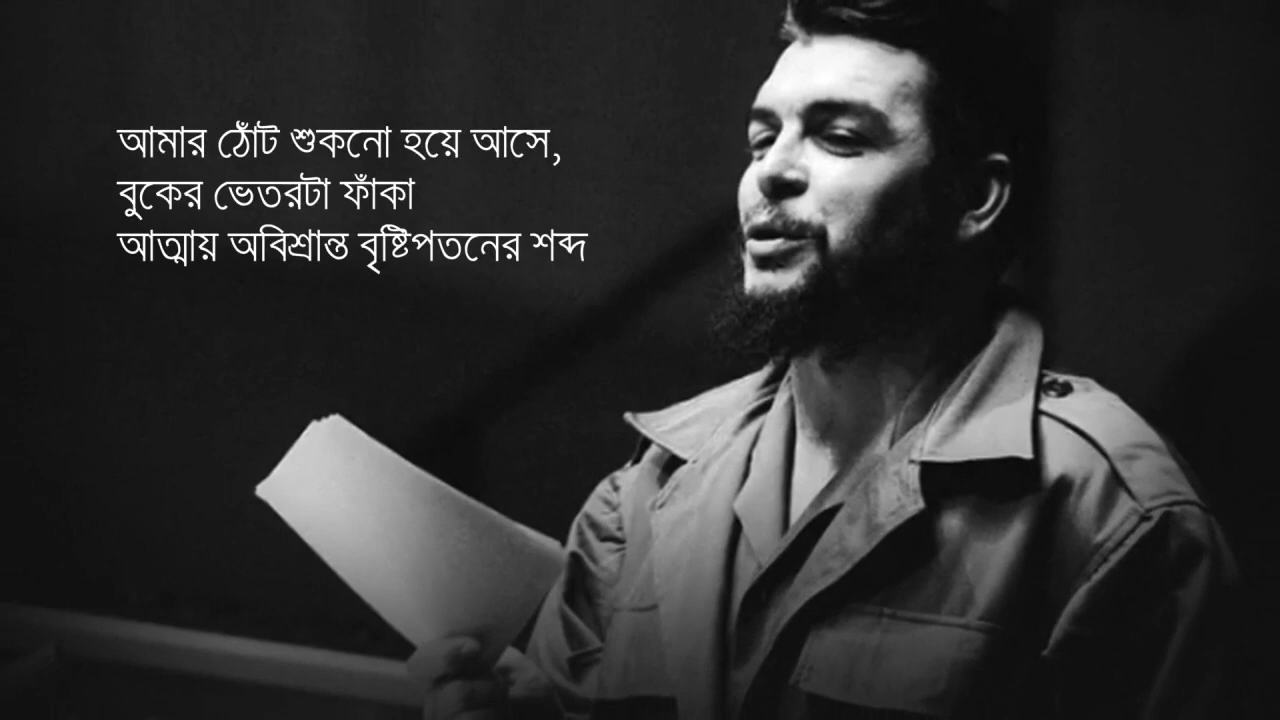 আমার ঠোঁট শুকনো হয়ে আসে,
বুকের ভেতরটা ফাঁকা
আত্মায় অবিশ্রান্ত বৃষ্টিপতনের শব্দ